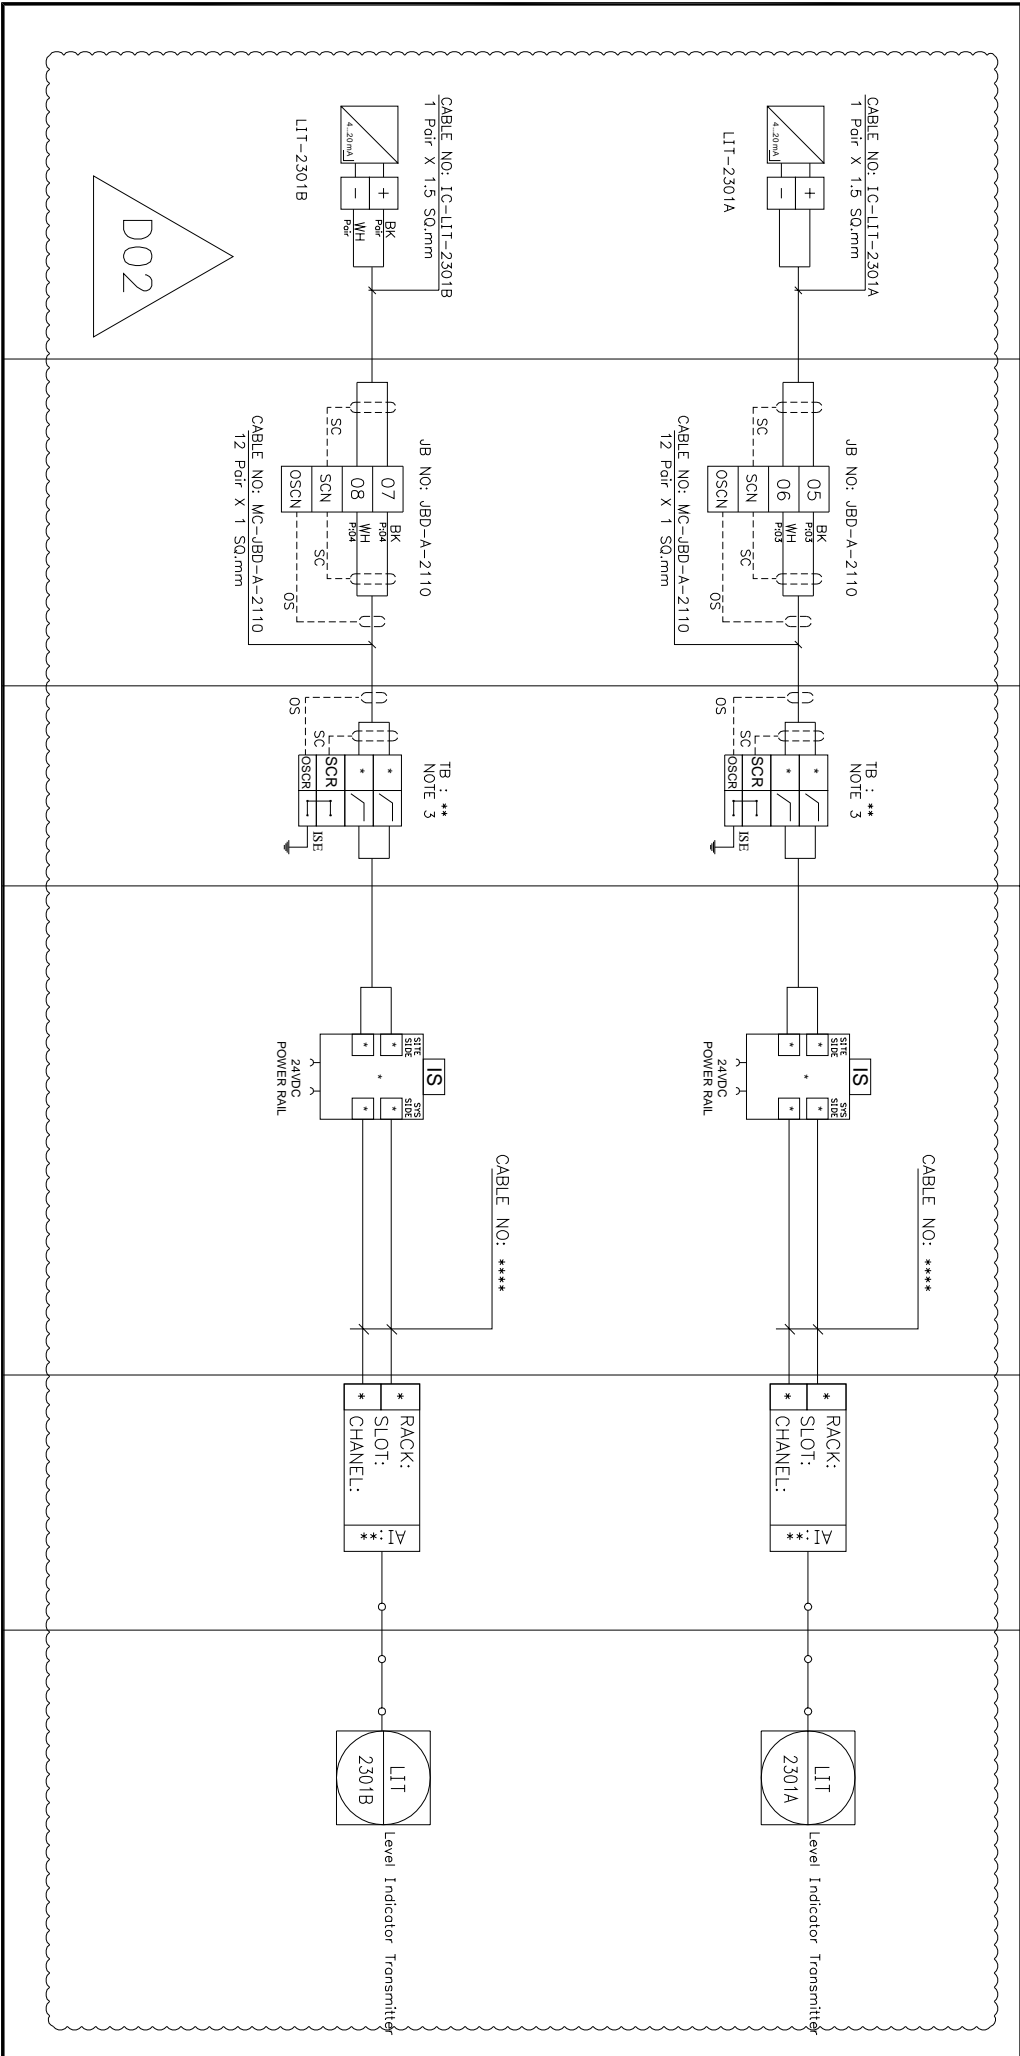 CABLE NO: IC-LIT-2301A
1 Pair X 1.5 SQ.mm
4...20mA
+
-
LIT-2301A
JB NO: JBD-A-2110
05
06
SCN
OSCN
BK
P:03
WH
P:03
SC
SC
OS
CABLE NO: MC-JBD-A-2110
12 Pair X 1 SQ.mm
TB : **
NOTE 3
*
*
SCR
OSCR
SC
OS
ISE
IS
SITE SIDE
SYS SIDE
*
*
*
*
*
24VDC
POWER RAIL
CABLE NO: ****
*
*
RACK:
SLOT:
CHANEL:
AI:**
LIT
2301A
Level Indicator Transmitter
CABLE NO: IC-LIT-2301B
1 Pair X 1.5 SQ.mm
4...20mA
+
-
BK
Pair
WH
Pair
LIT-2301B
JB NO: JBD-A-2110
07
08
SCN
OSCN
BK
P:04
WH
P:04
SC
SC
OS
CABLE NO: MC-JBD-A-2110
12 Pair X 1 SQ.mm
TB : **
NOTE 3
*
*
SCR
OSCR
SC
OS
ISE
IS
SITE SIDE
SYS SIDE
*
*
*
*
*
24VDC
POWER RAIL
CABLE NO: ****
*
*
RACK:
SLOT:
CHANEL:
AI:**
LIT
2301B
Level Indicator Transmitter
D02